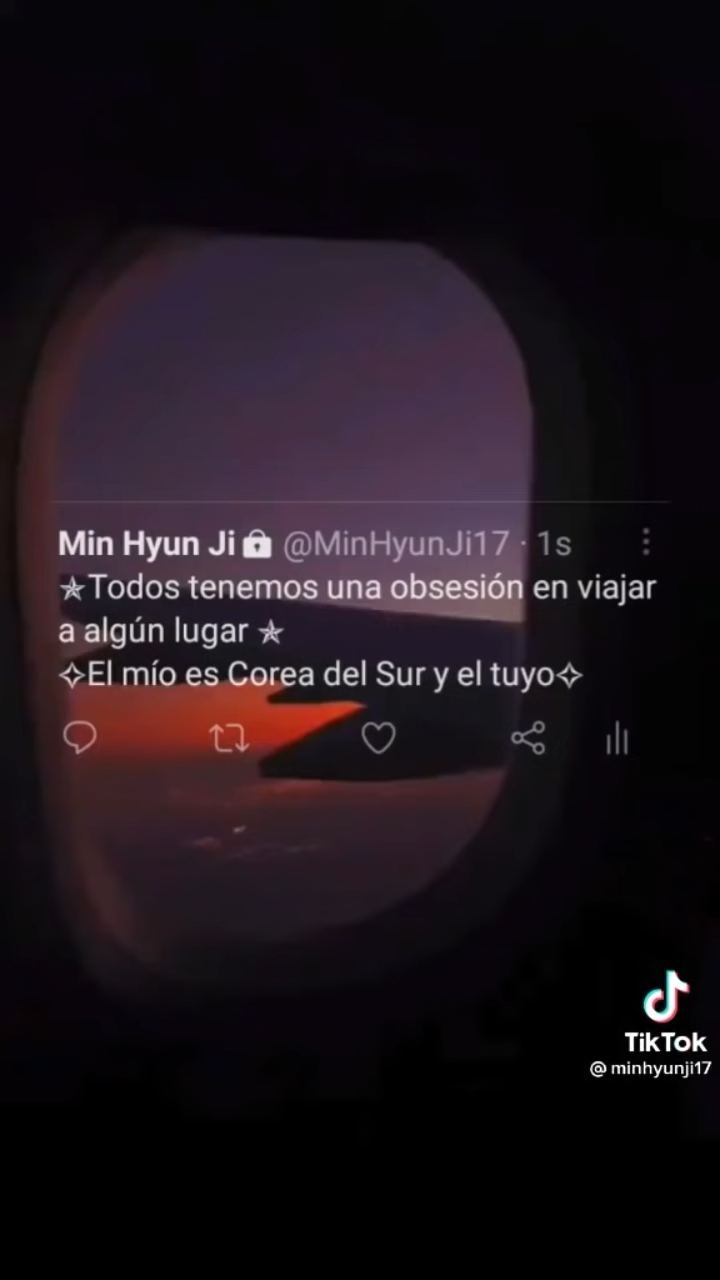 Min Hyun Ji🔒 @MinHyunJi17 · 1s
✯Todos tenemos una obsesión en viajar
a algún lugar ✯
✧El mío es Corea del Sur y el tuyo✧
TikTok
@minhyunji17